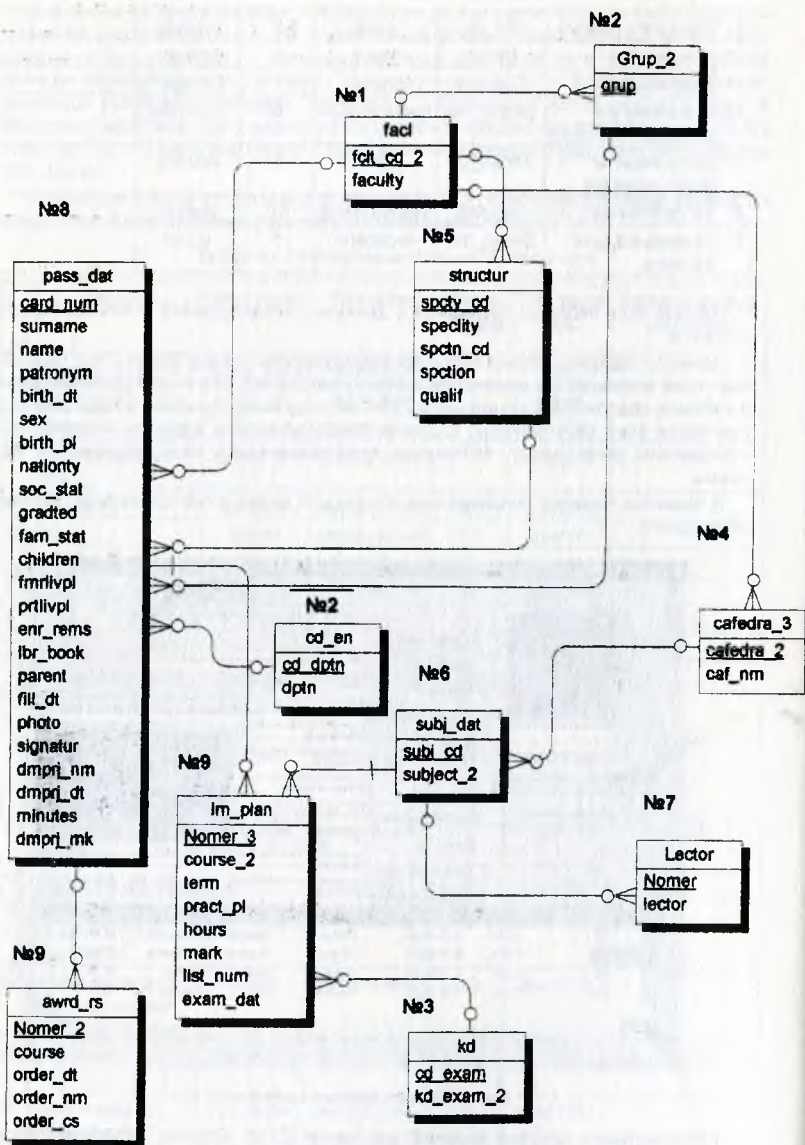 №2
Grup_2
grup
№1
facl
fclt_cd_2
faculty
№8
№5
structur
spcty_cd
speclity
spctn_cd
spction
qualif
pass_dat
card_num
surname
name
patronym
birth_dt
sex
birth_pl
nationty
soc_stat
gradted
fam_stat
children
fmrlivpl
prtlivpl
enr_rems
lbr_book
parent
fill_dt
photo
signatur
dmprj_nm
dmprj_dt
minutes
dmprj_mk
№4
cafedra_3
cafedra_2
caf_nm
№2
cd_en
cd_dptn
dptn
№6
subj_dat
subj_cd
subject_2
№9
lrn_plan
Nomer_3
course_2
term
pract_pl
hours
mark
list_num
exam_dat
№7
Lector
Nomer
lector
№9
awrd_rs
Nomer_2
course
order_dt
order_nm
order_cs
№3
kd
cd_exam
kd_exam_2